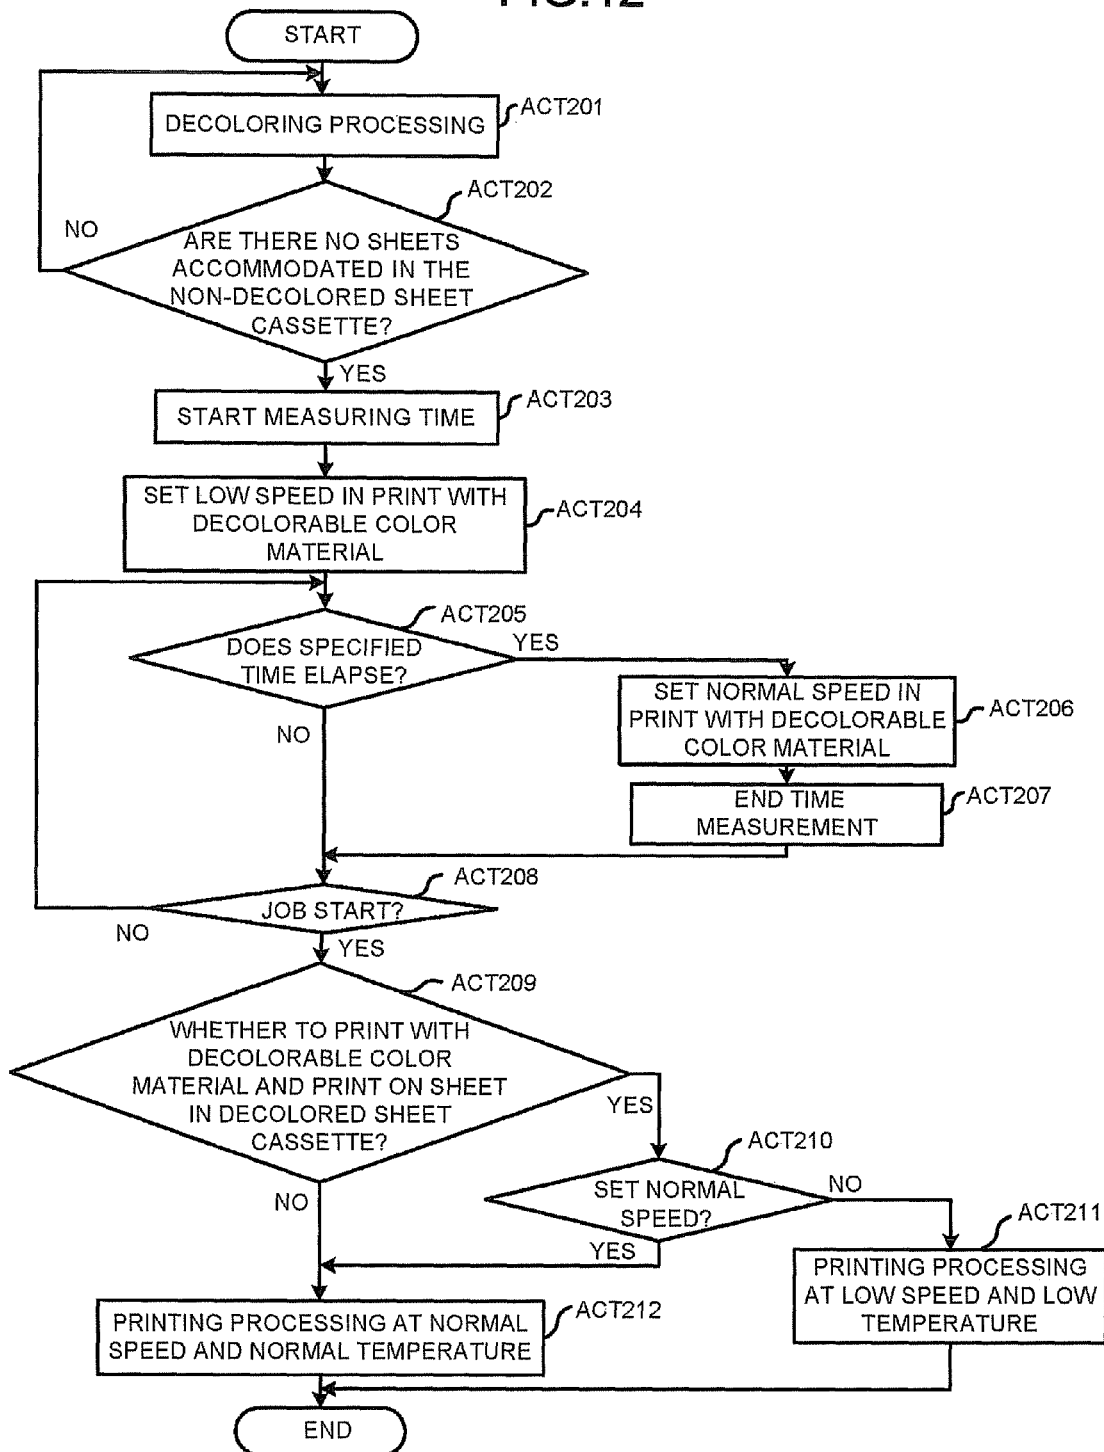 FIG.12
START
DECOLORING PROCESSING
ACT201
ACT202
NO
ARE THERE NO SHEETS
ACCOMMODATED IN THE
NON-DECOLORED SHEET
CASSETTE?
YES
START MEASURING TIME
ACT203
SET LOW SPEED IN PRINT WITH
DECOLORABLE COLOR
MATERIAL
ACT204
ACT205
DOES SPECIFIED
TIME ELAPSE?
YES
NO
SET NORMAL SPEED IN
PRINT WITH DECOLORABLE
COLOR MATERIAL
ACT206
END TIME
MEASUREMENT
ACT207
ACT208
JOB START?
NO
YES
ACT209
WHETHER TO PRINT WITH
DECOLORABLE COLOR
MATERIAL AND PRINT ON SHEET
IN DECOLORED SHEET
CASSETTE?
YES
NO
ACT210
SET NORMAL
SPEED?
NO
YES
ACT211
PRINTING PROCESSING
AT LOW SPEED AND LOW
TEMPERATURE
PRINTING PROCESSING AT NORMAL
SPEED AND NORMAL TEMPERATURE
ACT212
END